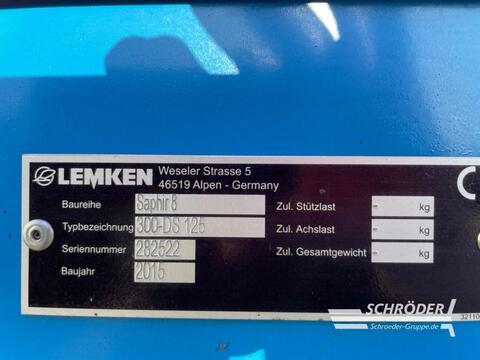 LEMKEN
Weseler Strasse 5
46519 Alpen - Germany
Baureihe Saphir 8
Typbezeichnung 300-DS 125
Seriennummer 282522
Baujahr 2015
Zul. Stützlast - kg
Zul. Achslast - kg
Zul. Gesamtgewicht - kg
SCHRÖDER
Schroeder-Gruppe.de